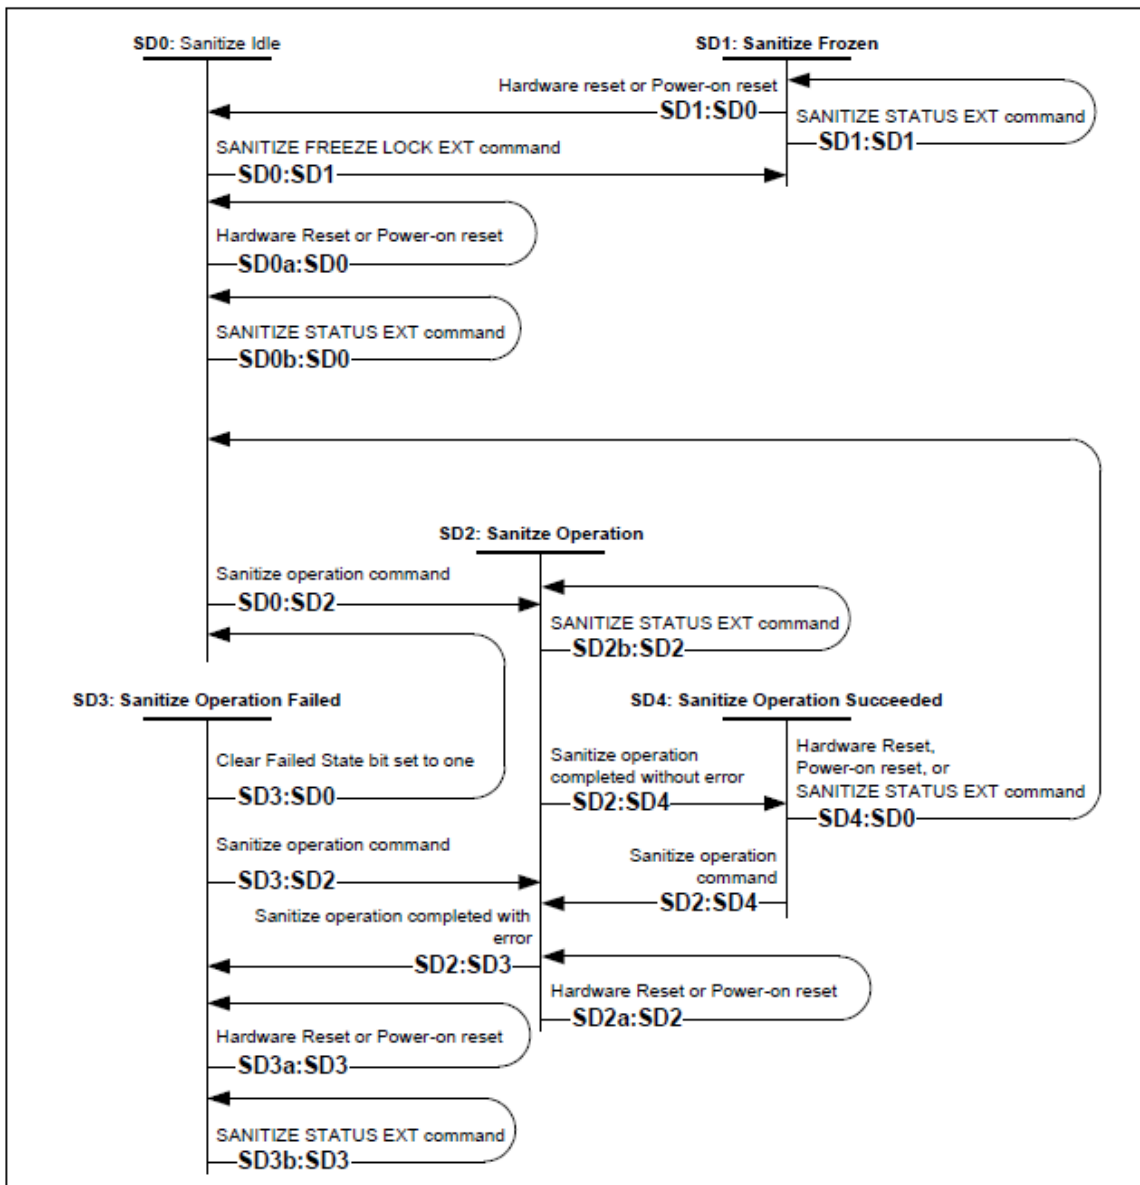 SD0: Sanitize Idle
SD1: Sanitize Frozen
Hardware reset or Power-on reset
SD1:SD0
SANITIZE STATUS EXT command
SD1:SD1
SANITIZE FREEZE LOCK EXT command
SD0:SD1
Hardware Reset or Power-on reset
SD0a:SD0
SANITIZE STATUS EXT command
SD0b:SD0
SD2: Sanitze Operation
Sanitize operation command
SD0:SD2
SANITIZE STATUS EXT command
SD2b:SD2
SD3: Sanitize Operation Failed
SD4: Sanitize Operation Succeeded
Clear Failed State bit set to one
SD3:SD0
Sanitize operation
completed without error
SD2:SD4
Hardware Reset,
Power-on reset, or
SANITIZE STATUS EXT command
SD4:SD0
Sanitize operation command
SD3:SD2
Sanitize operation
command
SD2:SD4
Sanitize operation completed with
error
SD2:SD3
Hardware Reset or Power-on reset
SD2a:SD2
Hardware Reset or Power-on reset
SD3a:SD3
SANITIZE STATUS EXT command
SD3b:SD3